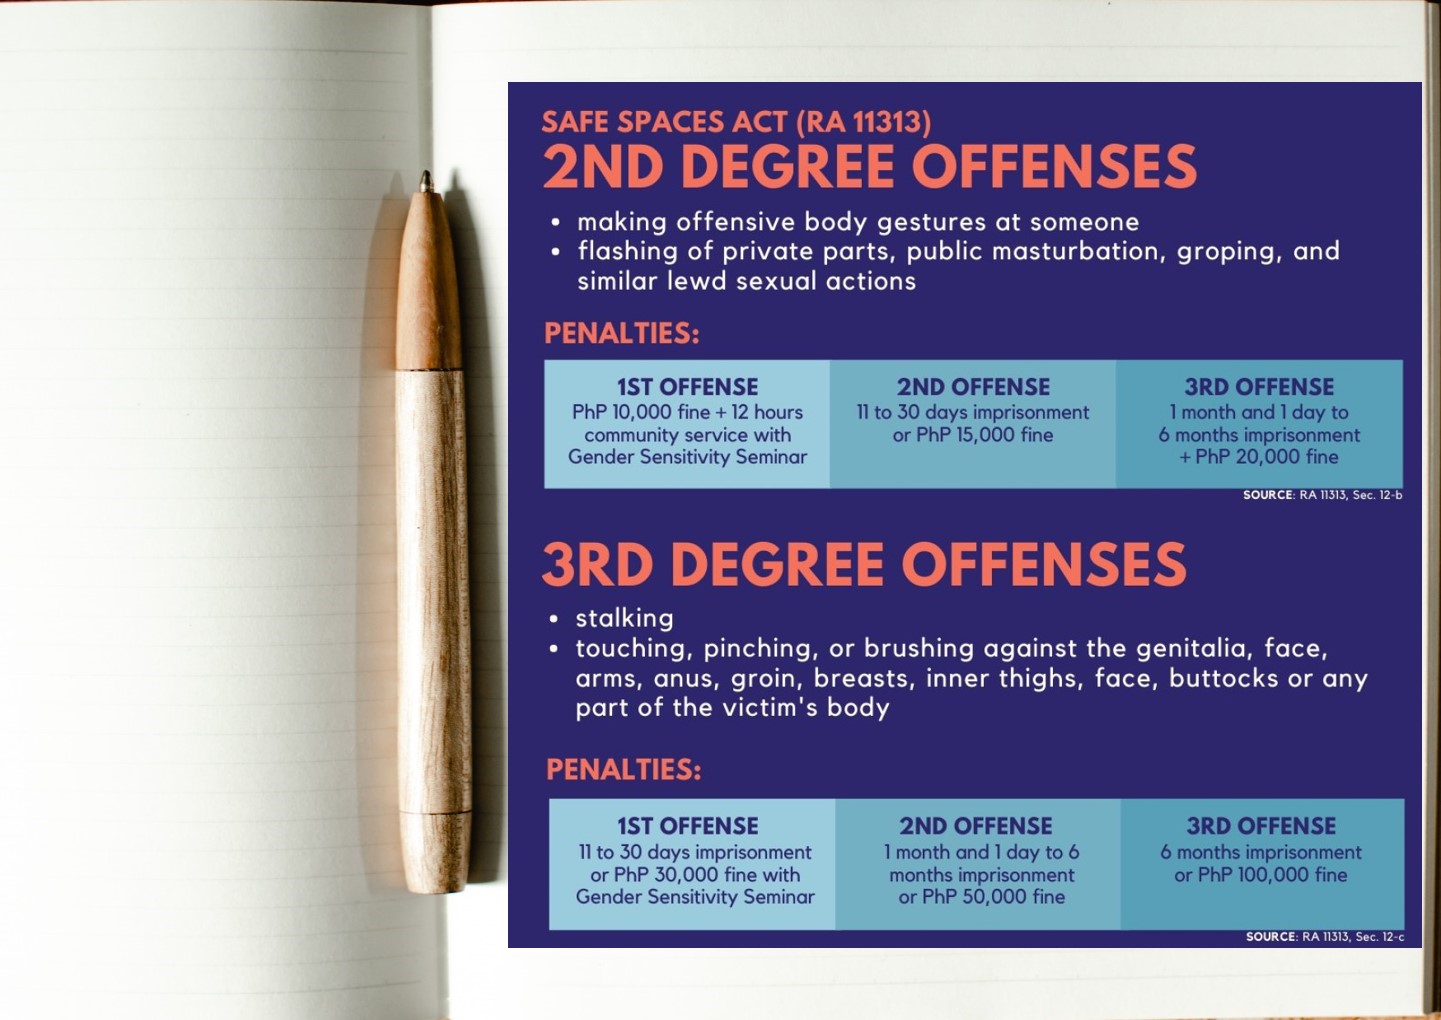 SAFE SPACES ACT (RA 11313)
2ND DEGREE OFFENSES
• making offensive body gestures at someone
• flashing of private parts, public masturbation, groping, and
similar lewd sexual actions
PENALTIES:
1ST OFFENSE
PhP 10,000 fine + 12 hours
community service with
Gender Sensitivity Seminar
2ND OFFENSE
11 to 30 days imprisonment
or PhP 15,000 fine
3RD OFFENSE
1 month and 1 day to
6 months imprisonment
+ PhP 20,000 fine
SOURCE: RA 11313, Sec. 12-b
3RD DEGREE OFFENSES
• stalking
• touching, pinching, or brushing against the genitalia, face,
arms, anus, groin, breasts, inner thighs, face, buttocks or any
part of the victim's body
PENALTIES:
1ST OFFENSE
11 to 30 days imprisonment
or PhP 30,000 fine with
Gender Sensitivity Seminar
2ND OFFENSE
1 month and 1 day to 6
months imprisonment
or PhP 50,000 fine
3RD OFFENSE
6 months imprisonment
or PhP 100,000 fine
SOURCE: RA 11313, Sec. 12-c